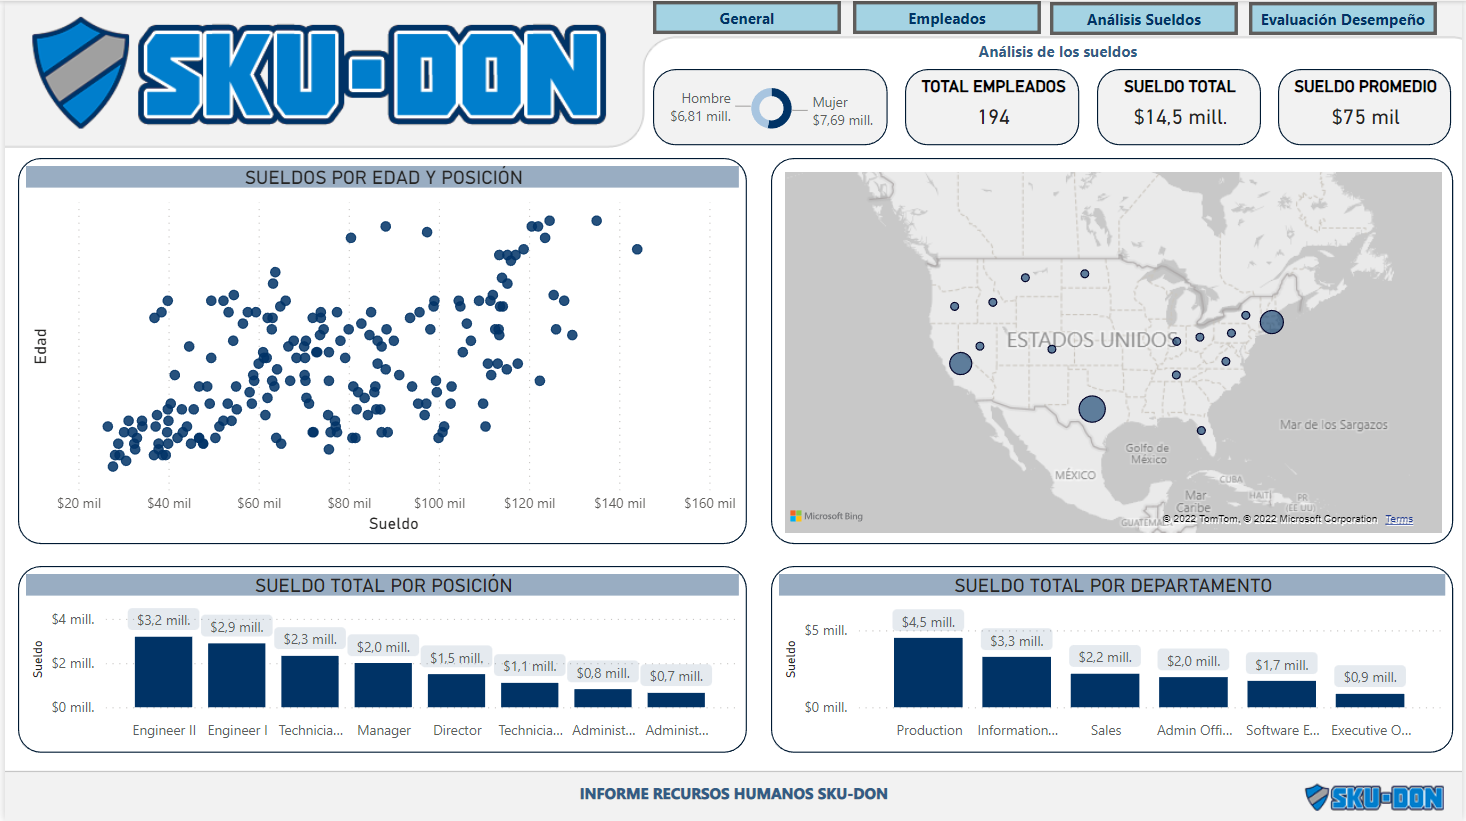 SKU-DON
General
Empleados
Análisis Sueldos
Evaluación Desempeño
Análisis de los sueldos
Hombre
$6,81 mill.
Mujer
$7,69 mill.
TOTAL EMPLEADOS
194
SUELDO TOTAL
$14,5 mill.
SUELDO PROMEDIO
$75 mil
SUELDOS POR EDAD Y POSICIÓN
Edad
$20 mil $40 mil $60 mil $80 mil $100 mil $120 mil $140 mil $160 mil
Sueldo
ESTADOS UNIDOS
Mar de los Sargazos
Golfo de
México
MÉXICO
CUBA
HAITÍ
PR
(EE UU)
Mar
Caribe
Microsoft Bing
© 2022 TomTom, © 2022 Microsoft Corporation Terms
SUELDO TOTAL POR POSICIÓN
Sueldo
$4 mill.
$2 mill.
$0 mill.
$3,2 mill. $2,9 mill. $2,3 mill. $2,0 mill. $1,5 mill. $1,1 mill. $0,8 mill. $0,7 mill.
Engineer II Engineer I Technicia... Manager Director Technicia... Administ... Administ...
SUELDO TOTAL POR DEPARTAMENTO
Sueldo
$5 mill.
$0 mill.
$4,5 mill. $3,3 mill. $2,2 mill. $2,0 mill. $1,7 mill. $0,9 mill.
Production Information... Sales Admin Offi... Software E... Executive O...
INFORME RECURSOS HUMANOS SKU-DON
SKU-DON